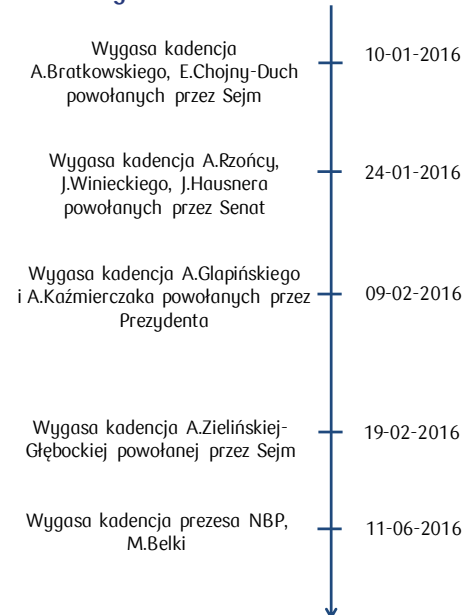 Wygasa kadencja
A.Bratkowskiego, E.Chojny-Duch
powołanych przez Sejm
10-01-2016
Wygasa kadencja A.Rzońcy,
J.Winieckiego, J.Hausnera
powołanych przez Senat
24-01-2016
Wygasa kadencja A.Glapińskiego
i A.Kaźmierczaka powołanych przez
Prezydenta
09-02-2016
Wygasa kadencja A.Zielińskiej-
Głębockiej powołanej przez Sejm
19-02-2016
Wygasa kadencja prezesa NBP,
M.Belki
11-06-2016